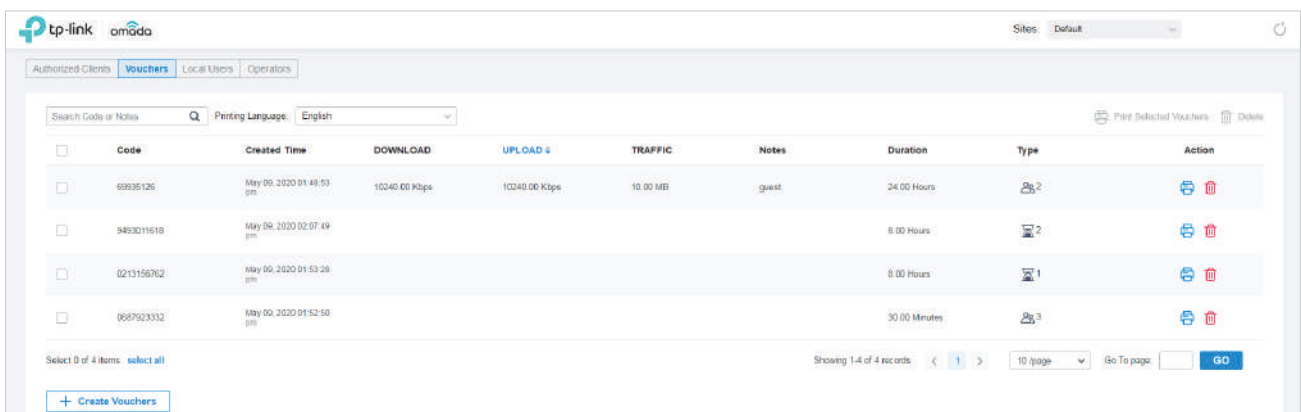 tp-link omada Sites: Default
Authorized Clients Vouchers Local Users Operators
Search Code or Notes Printing Language: English Print Selected Vouchers Delete
Code Created Time DOWNLOAD UPLOAD TRAFFIC Notes Duration Type Action
69935126 May 09, 2020 01:48:53 pm 10240.00 Kbps 10240.00 Kbps 10.00 MB guest 24.00 Hours 2
9493011618 May 09, 2020 02:07:49 pm 8.00 Hours 2
0213156762 May 09, 2020 01:53:28 pm 8.00 Hours 1
0687923332 May 09, 2020 01:52:50 pm 30.00 Minutes 3
Select 0 of 4 items select all Showing 1-4 of 4 records < 1 > 10 /page Go To page: GO
+ Create Vouchers